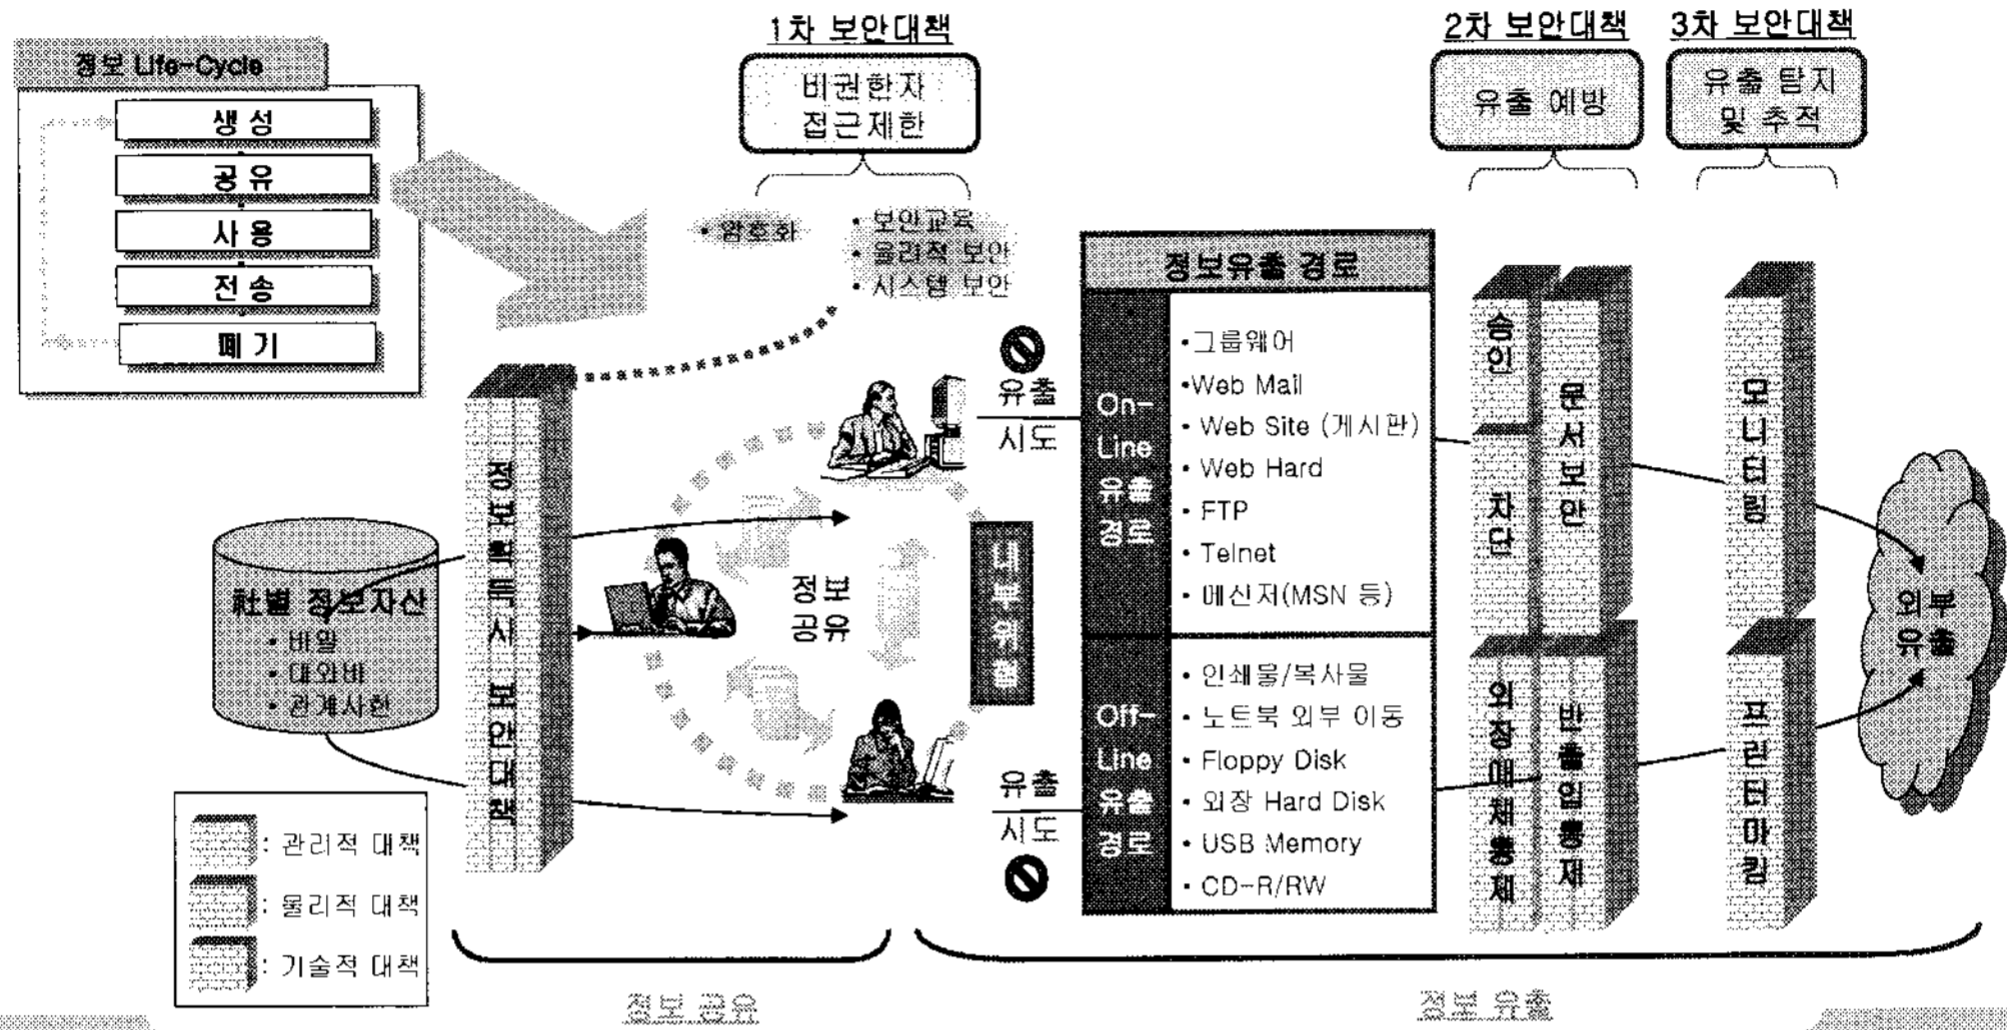 정보 Life-Cycle
생성
공유
사용
전송
폐기
1차 보안대책
비권한자
접근제한
• 암호화
• 보안교육
• 물리적 보안
• 시스템 보안
2차 보안대책
유출 예방
3차 보안대책
유출 탐지
및 추적
社별 정보자산
• 비밀
• 대외비
• 관계사한
정보획득시 보안대책
정보
공유
내부위협
유출
시도
유출
시도
정보유출 경로
On-
Line
유출
경로
•그룹웨어
•Web Mail
• Web Site (게시판)
• Web Hard
• FTP
• Telnet
• 메신저(MSN 등)
Off-
Line
유출
경로
• 인쇄물/복사물
• 노트북 외부 이동
• Floppy Disk
• 외장 Hard Disk
• USB Memory
• CD-R/RW
승인
차단
문서보안
외장매체통제
반출입통제
모니터링
프린터마킹
외부
유출
: 관리적 대책
: 물리적 대책
: 기술적 대책
정보 공유
정보 유출